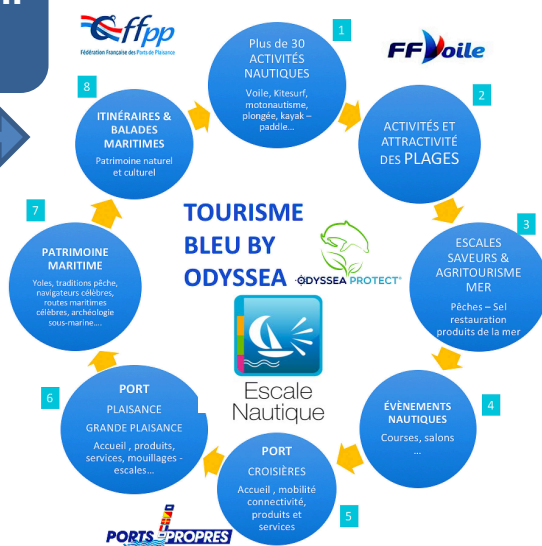 ffpp
Fédération Française des Ports de Plaisance
FFVoile
1
Plus de 30
ACTIVITÉS
NAUTIQUES
Voile, Kitesurf,
motonautisme,
plongée, kayak –
paddle…
2
ACTIVITÉS ET
ATTRACTIVITÉ
DES PLAGES
3
ESCALES
SAVEURS &
AGRITOURISME
MER
Pêches – Sel
restauration
produits de la mer
4
ÉVÈNEMENTS
NAUTIQUES
Courses, salons
…
5
PORT
CROISIÈRES
Accueil , mobilité
connectivité,
produits et
services
6
PORT
PLAISANCE
GRANDE PLAISANCE
Accueil , produits,
services, mouillages -
escales…
7
PATRIMOINE
MARITIME
Yoles, traditions pêche,
navigateurs célèbres,
routes maritimes
célèbres, archéologie
sous-marine….
8
ITINÉRAIRES &
BALADES
MARITIMES
Patrimoine naturel
et culturel
TOURISME
BLEU BY
ODYSSEA
ODYSSEA PROTECT
Escale
Nautique
PORTS PROPRES